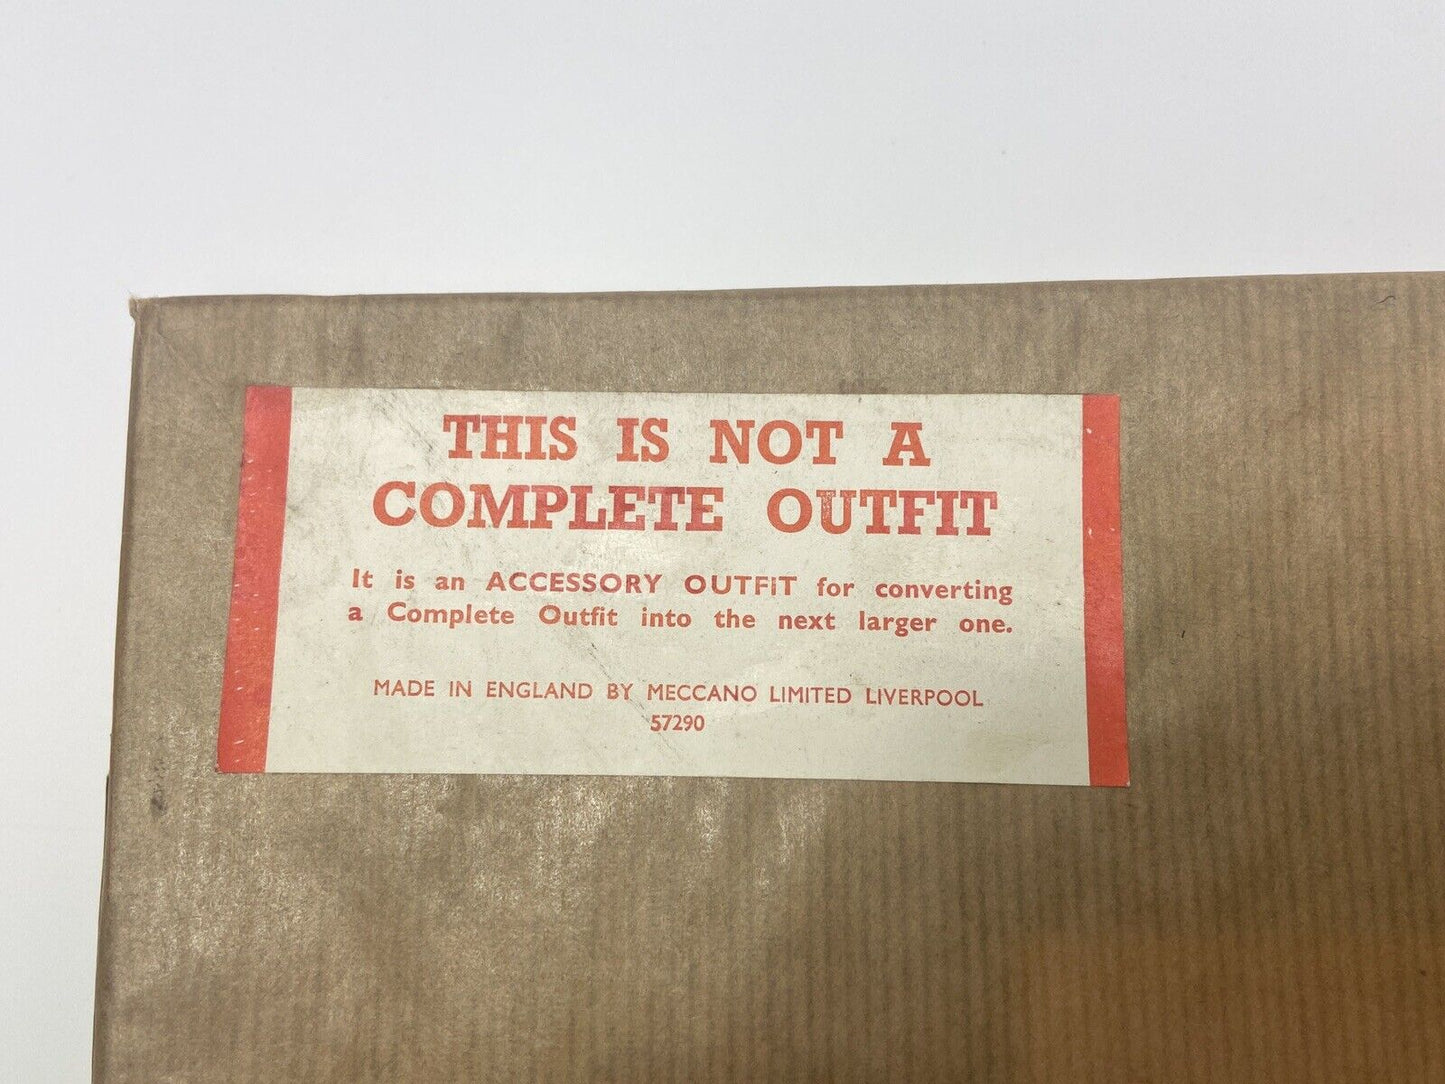 THIS IS NOT A
COMPLETE OUTFIT
It is an ACCESSORY OUTFIT for converting
a Complete Outfit into the next larger one.
MADE IN ENGLAND BY MECCANO LIMITED LIVERPOOL
57290